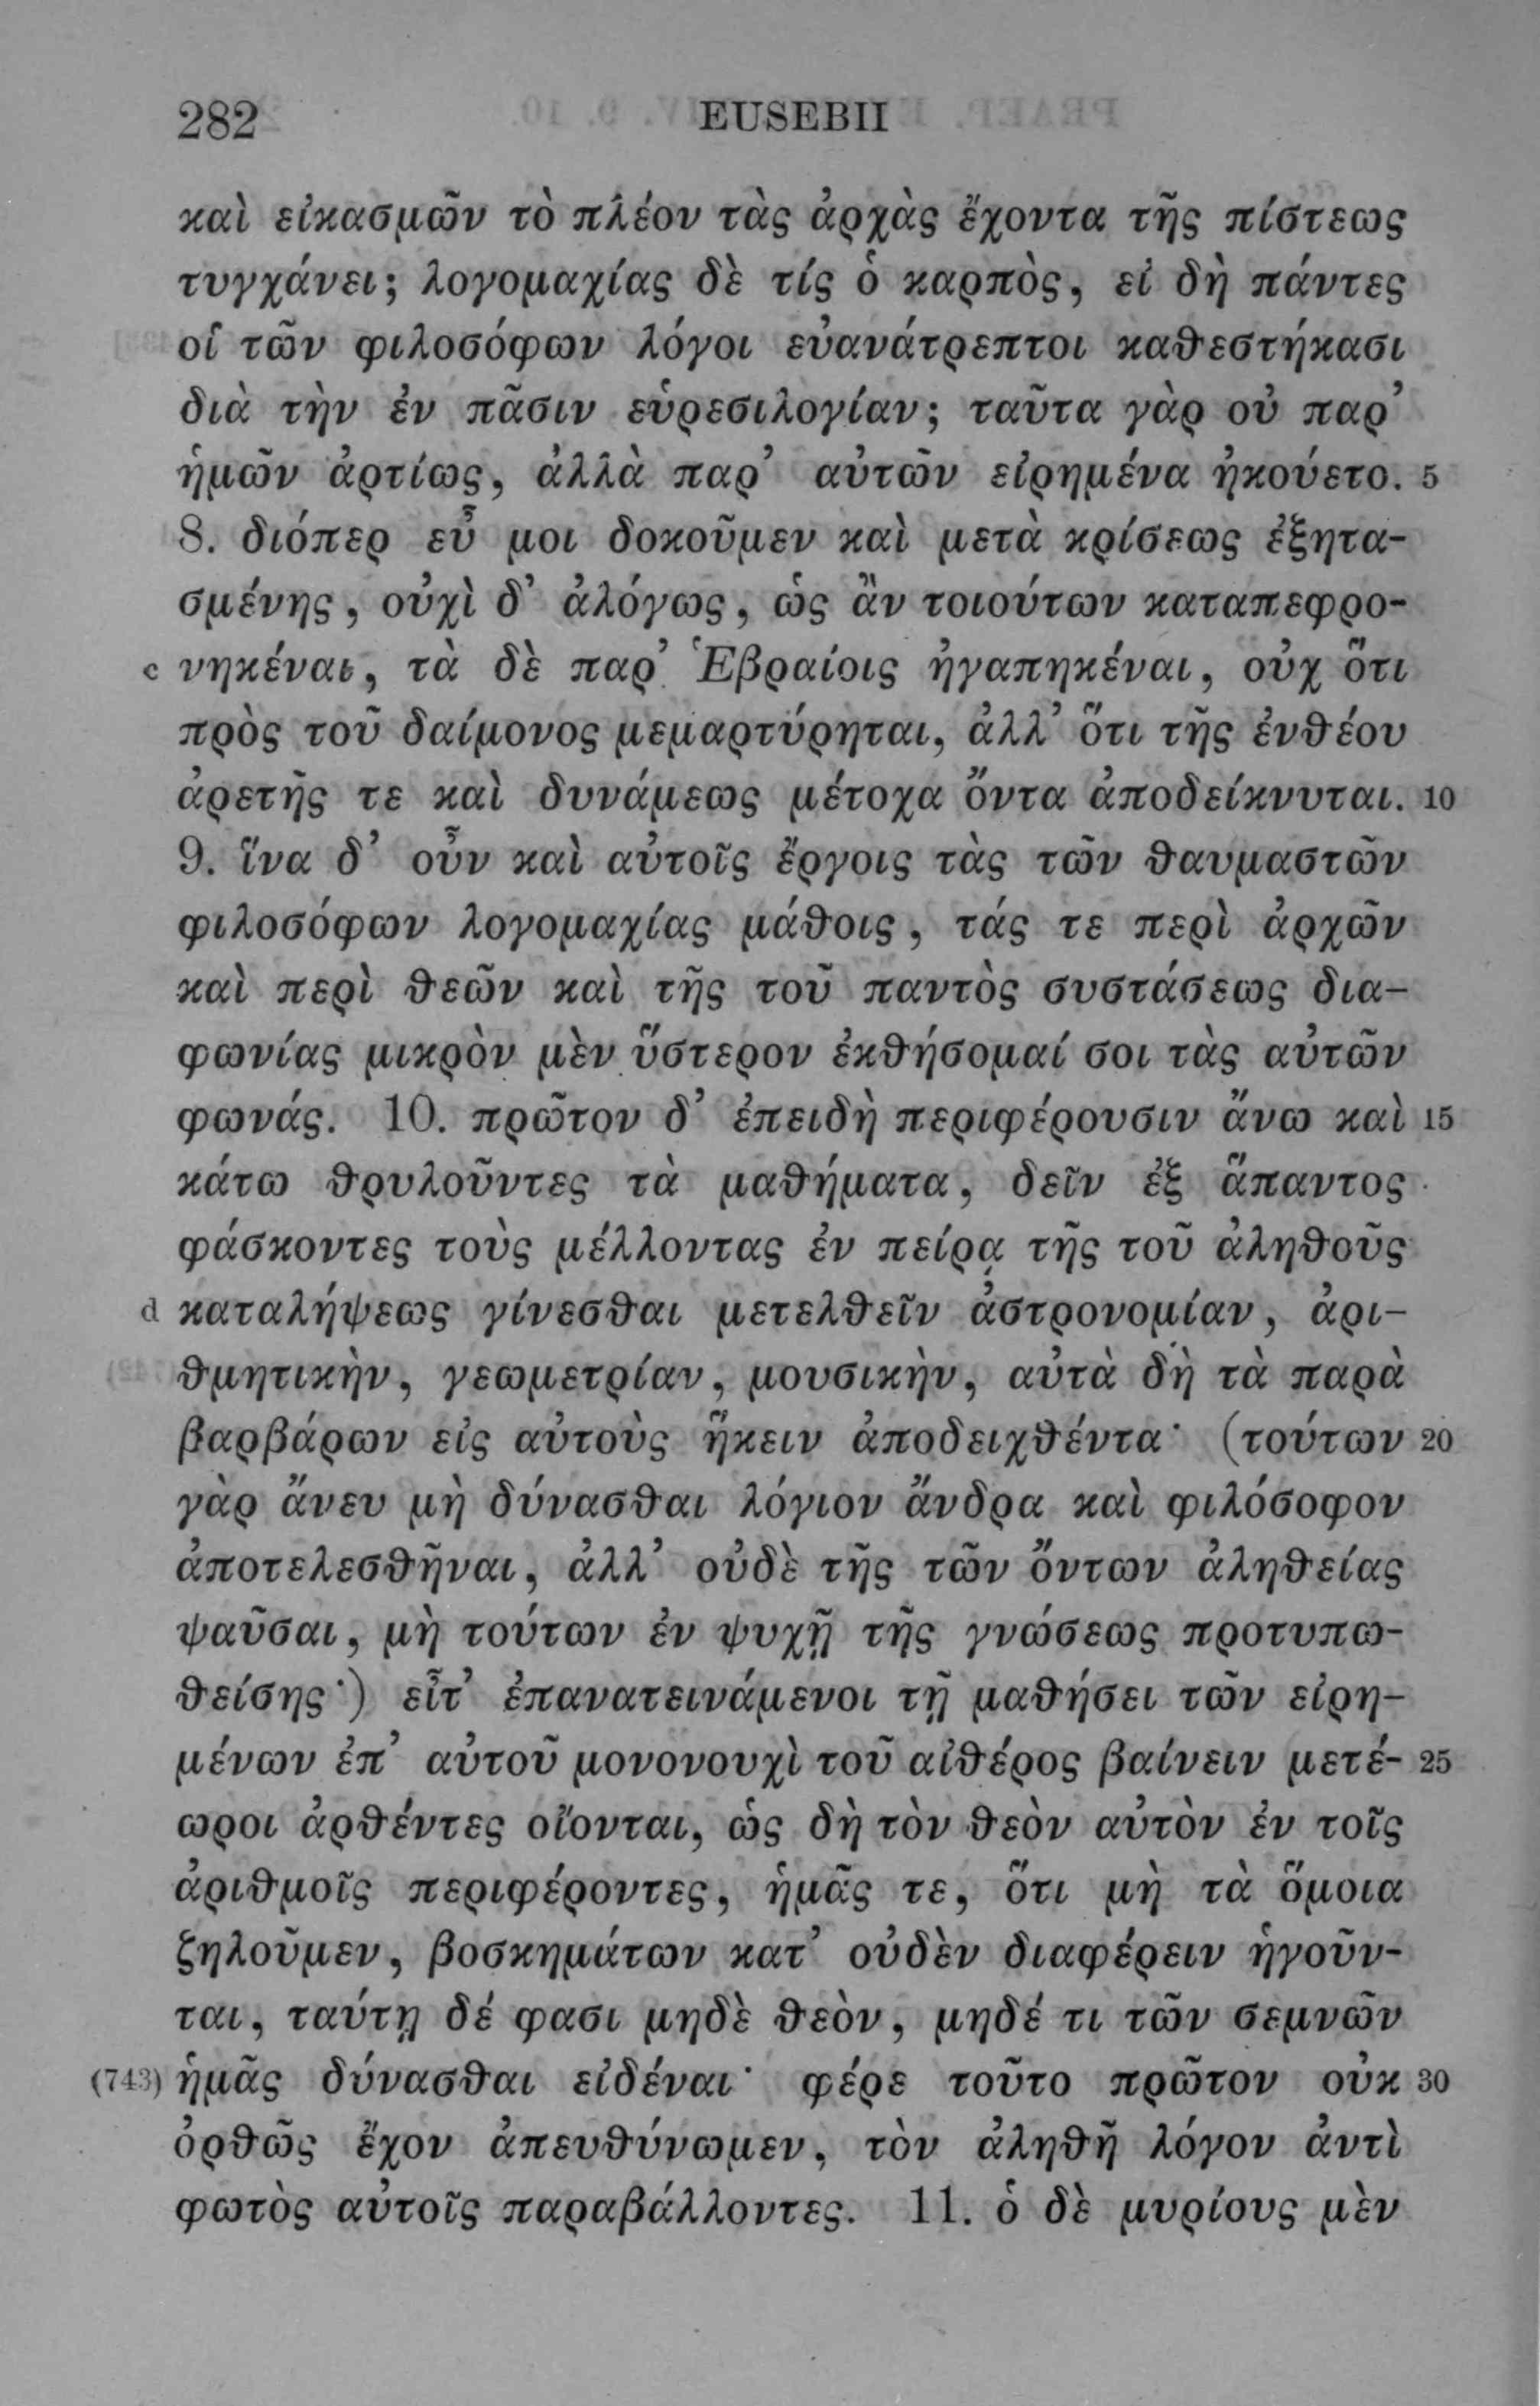 282 EUSEBII
καὶ εἰκασμῶν τὸ πλέον τὰς ἀρχὰς ἔχοντα τῆς πίστεως
τυγχάνει; λογομαχίας δὲ τίς ὁ καρπὸς, εἰ δὴ πάντες
οἱ τῶν φιλοσόφων λόγοι εὐανάτρεπτοι καθεστήκασι
διὰ τὴν ἐν πᾶσιν εὑρεσιλογίαν; ταῦτα γὰρ οὐ παρ’
ἡμῶν ἀρτίως, ἀλλὰ παρ’ αὐτῶν εἰρημένα ἠκούετο. 5
8. διόπερ εὖ μοι δοκοῦμεν καὶ μετὰ κρίσεως ἐξητα-
σμένης, οὐχὶ δ’ ἀλόγως, ὡς ἂν τοιούτων καταπεφρο-
c νηκέναι, τὰ δὲ παρ’ Ἑβραίοις ἠγαπηκέναι, οὐχ ὅτι
πρὸς τοῦ δαίμονος μεμαρτύρηται, ἀλλ’ ὅτι τῆς ἐνθέου
ἀρετῆς τε καὶ δυνάμεως μέτοχα ὄντα ἀποδείκνυται. 10
9. ἵνα δ’ οὖν καὶ αὐτοῖς ἔργοις τὰς τῶν θαυμαστῶν
φιλοσόφων λογομαχίας μάθοις, τάς τε περὶ ἀρχῶν
καὶ περὶ θεῶν καὶ τῆς τοῦ παντὸς συστάσεως δια-
φωνίας μικρὸν μὲν ὕστερον ἐκθήσομαί σοι τὰς αὐτῶν
φωνάς. 10. πρῶτον δ’ ἐπειδὴ περιφέρουσιν ἄνω καὶ 15
κάτω θρυλοῦντες τὰ μαθήματα, δεῖν ἐξ ἅπαντος
φάσκοντες τοὺς μέλλοντας ἐν πείρᾳ τῆς τοῦ ἀληθοῦς
d καταλήψεως γίνεσθαι μετελθεῖν ἀστρονομίαν, ἀρι-
θμητικὴν, γεωμετρίαν, μουσικὴν, αὐτὰ δὴ τὰ παρὰ
βαρβάρων εἰς αὐτοὺς ἥκειν ἀποδειχθέντα· (τούτων 20
γὰρ ἄνευ μὴ δύνασθαι λόγιον ἄνδρα καὶ φιλόσοφον
ἀποτελεσθῆναι, ἀλλ’ οὐδὲ τῆς τῶν ὄντων ἀληθείας
ψαῦσαι, μὴ τούτων ἐν ψυχῇ τῆς γνώσεως προτυπω-
θείσης·) εἶτ’ ἐπανατεινάμενοι τῇ μαθήσει τῶν εἰρη-
μένων ἐπ’ αὐτοῦ μονονουχὶ τοῦ αἰθέρος βαίνειν μετέ- 25
ωροι ἀρθέντες οἴονται, ὡς δὴ τὸν θεὸν αὐτὸν ἐν τοῖς
ἀριθμοῖς περιφέροντες, ἡμᾶς τε, ὅτι μὴ τὰ ὅμοια
ζηλοῦμεν, βοσκημάτων κατ’ οὐδὲν διαφέρειν ἡγοῦν-
ται, ταύτῃ δέ φασι μηδὲ θεὸν, μηδέ τι τῶν σεμνῶν
(743) ἡμᾶς δύνασθαι εἰδέναι· φέρε τοῦτο πρῶτον οὐκ 30
ὀρθῶς ἔχον ἀπευθύνωμεν, τὸν ἀληθῆ λόγον ἀντὶ
φωτὸς αὐτοῖς παραβάλλοντες. 11. ὁ δὲ μυρίους μὲν